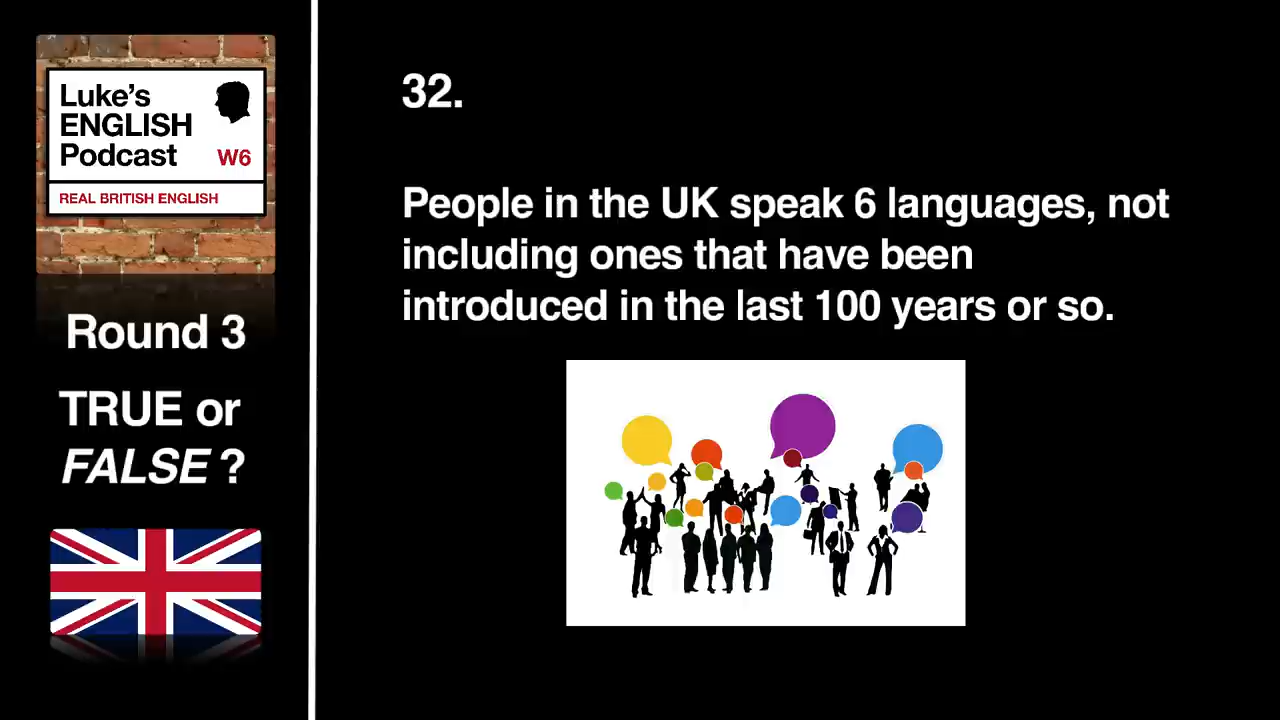 Luke's
ENGLISH
Podcast
W6
REAL BRITISH ENGLISH
Round 3
TRUE or
FALSE ?
32.
People in the UK speak 6 languages, not
including ones that have been
introduced in the last 100 years or so.